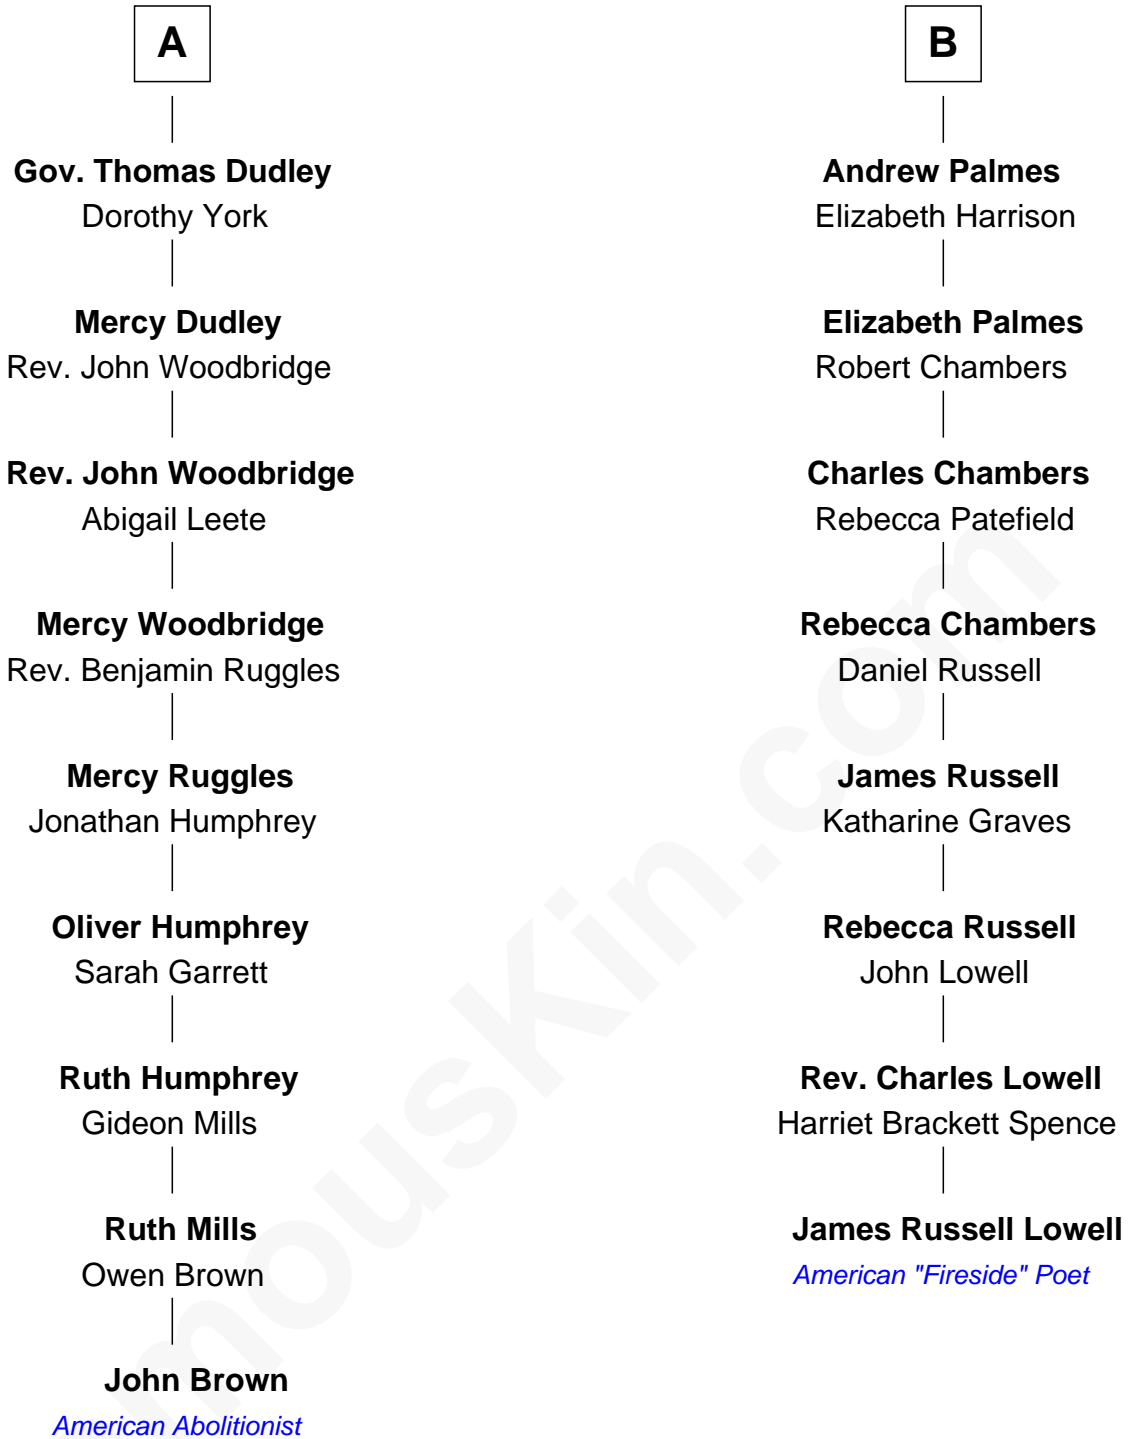 A
Gov. Thomas Dudley
Dorothy York
Mercy Dudley
Rev. John Woodbridge
Rev. John Woodbridge
Abigail Leete
Mercy Woodbridge
Rev. Benjamin Ruggles
Mercy Ruggles
Jonathan Humphrey
Oliver Humphrey
Sarah Garrett
Ruth Humphrey
Gideon Mills
Ruth Mills
Owen Brown
John Brown
American Abolitionist
B
Andrew Palmes
Elizabeth Harrison
Elizabeth Palmes
Robert Chambers
Charles Chambers
Rebecca Patefield
Rebecca Chambers
Daniel Russell
James Russell
Katharine Graves
Rebecca Russell
John Lowell
Rev. Charles Lowell
Harriet Brackett Spence
James Russell Lowell
American "Fireside" Poet
mousKin.com